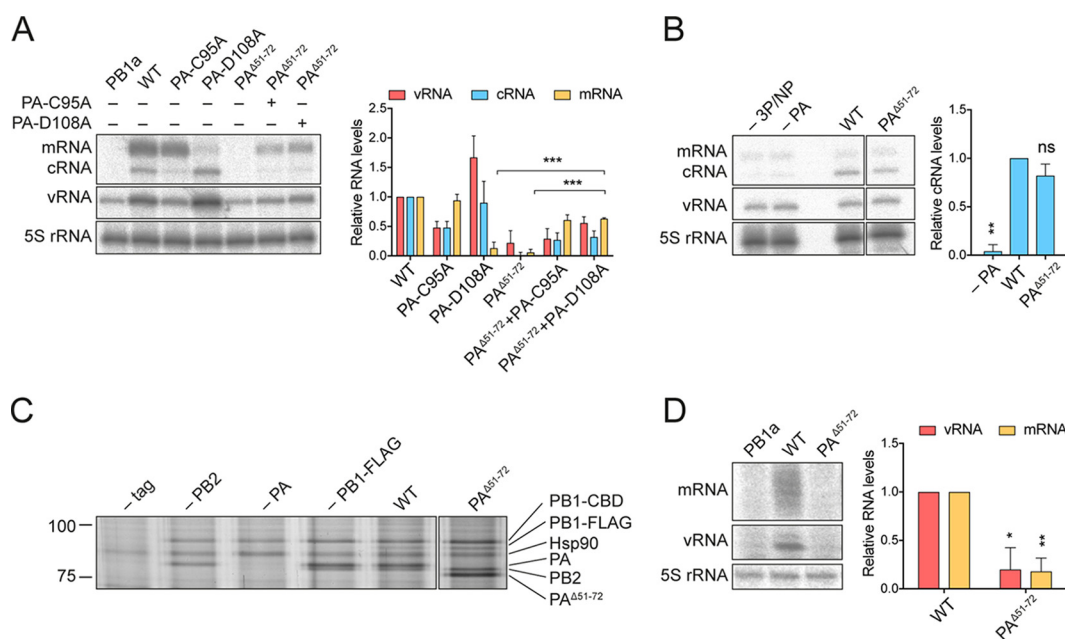 A
PB1a
WT
PA-C95A
PA-D108A
PAΔ51-72
PAΔ51-72
PAΔ51-72
PA-C95A – – – – – + –
PA-D108A – – – – – – +
mRNA
cRNA
vRNA
5S rRNA
vRNA cRNA mRNA
Relative RNA levels
2.5
2.0
1.5
1.0
0.5
0.0
***
***
WT
PA-C95A
PA-D108A
PAΔ51-72
PAΔ51-72+PA-C95A
PAΔ51-72+PA-D108A
B
– 3P/NP
– PA
WT
PAΔ51-72
mRNA
cRNA
vRNA
5S rRNA
Relative cRNA levels
1.5
1.0
0.5
0.0
**
ns
– PA
WT
PAΔ51-72
C
– tag
– PB2
– PA
– PB1-FLAG
WT
PAΔ51-72
100
75
PB1-CBD
PB1-FLAG
Hsp90
PA
PB2
PAΔ51-72
D
PB1a
WT
PAΔ51-72
mRNA
vRNA
5S rRNA
vRNA mRNA
Relative RNA levels
1.5
1.0
0.5
0.0
* **
WT
PAΔ51-72